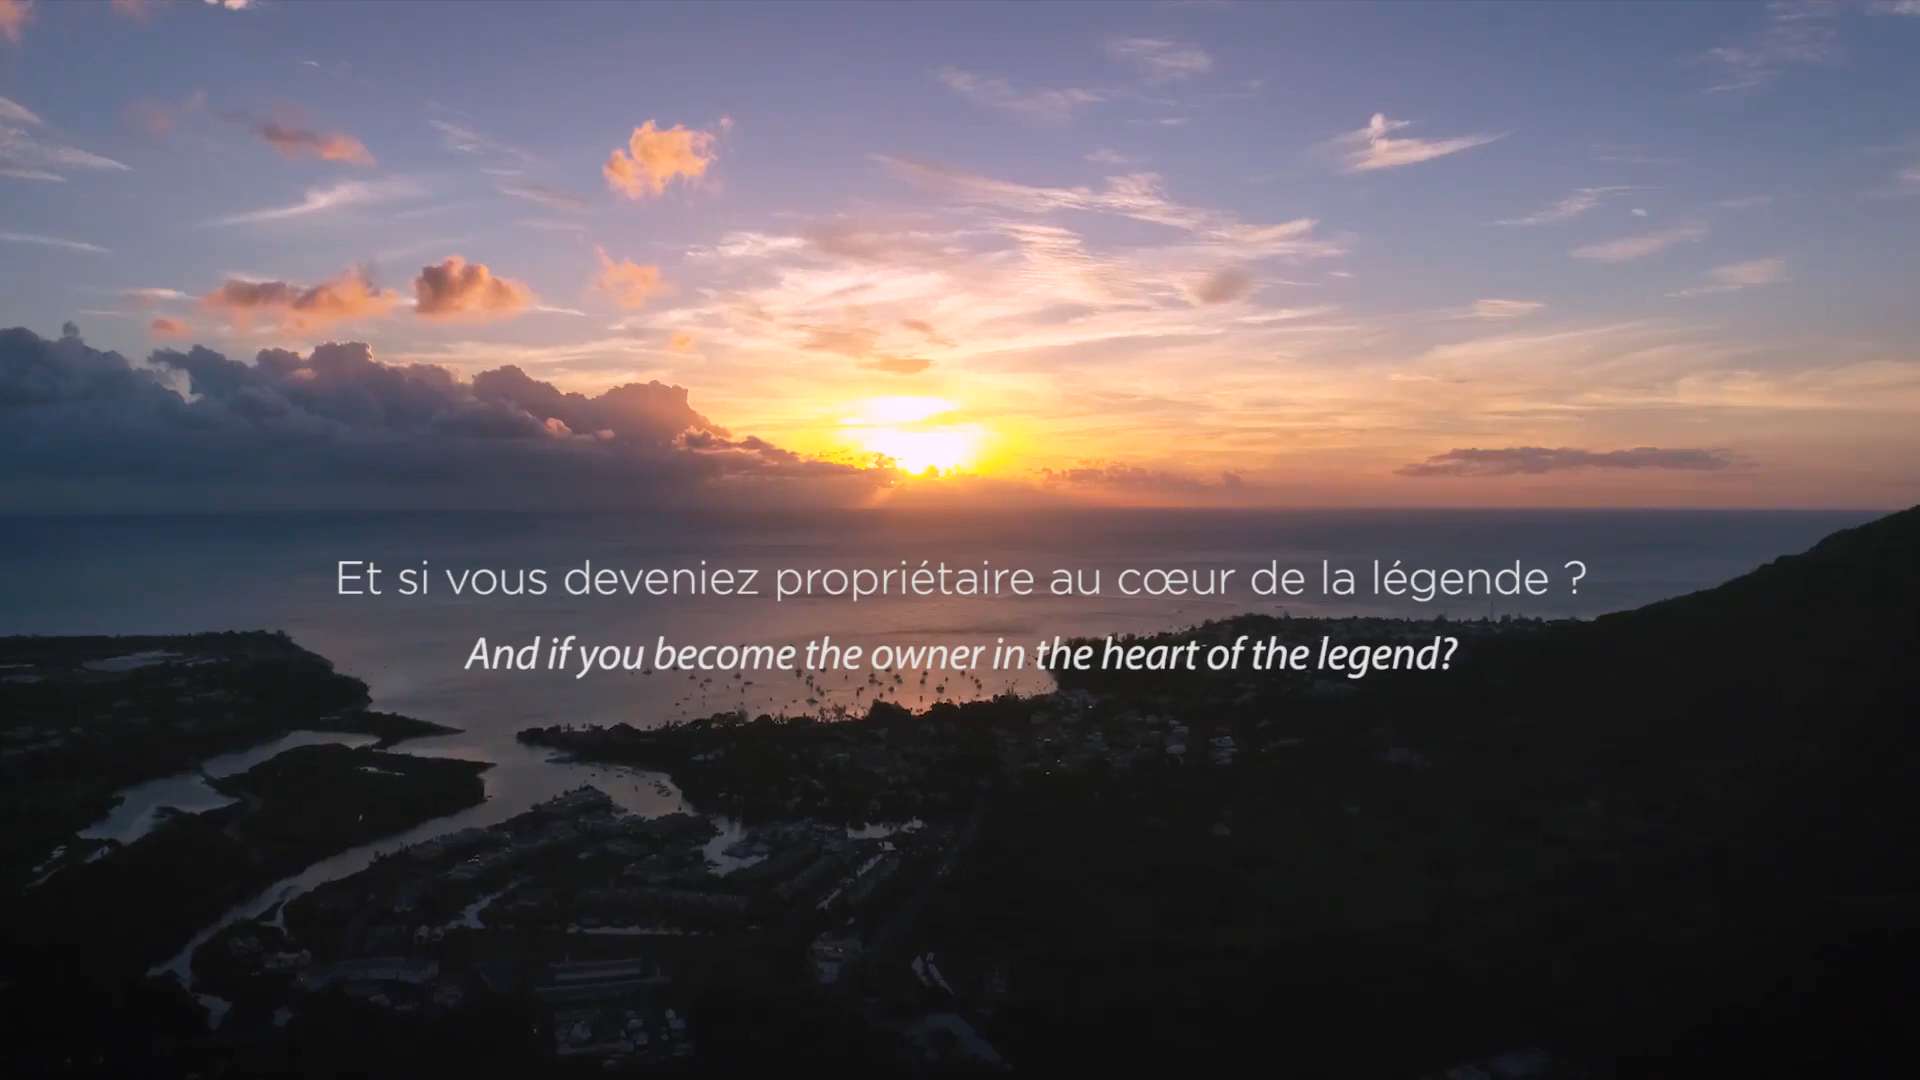 Et si vous deveniez propriétaire au cœur de la légende ?
And if you become the owner in the heart of the legend?